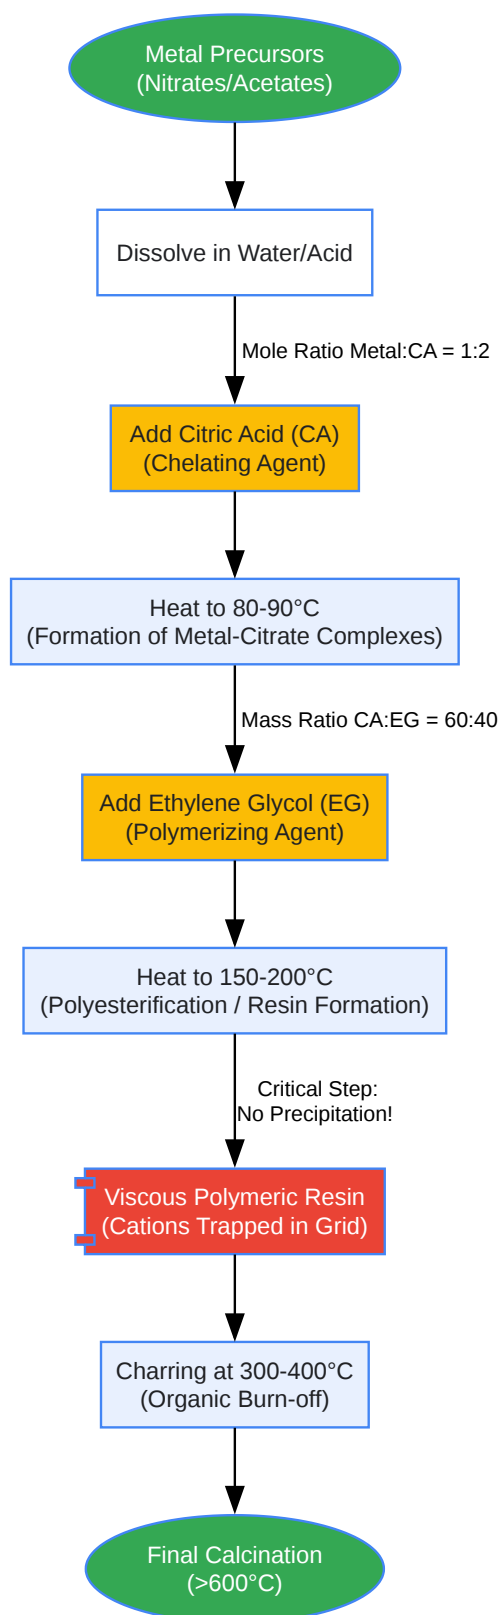 Metal Precursors
(Nitrates/Acetates)
Dissolve in Water/Acid
Mole Ratio Metal:CA = 1:2
Add Citric Acid (CA)
(Chelating Agent)
Heat to 80-90°C
(Formation of Metal-Citrate Complexes)
Mass Ratio CA:EG = 60:40
Add Ethylene Glycol (EG)
(Polymerizing Agent)
Heat to 150-200°C
(Polyesterification / Resin Formation)
Critical Step:
No Precipitation!
Viscous Polymeric Resin
(Cations Trapped in Grid)
Charring at 300-400°C
(Organic Burn-off)
Final Calcination
(>600°C)